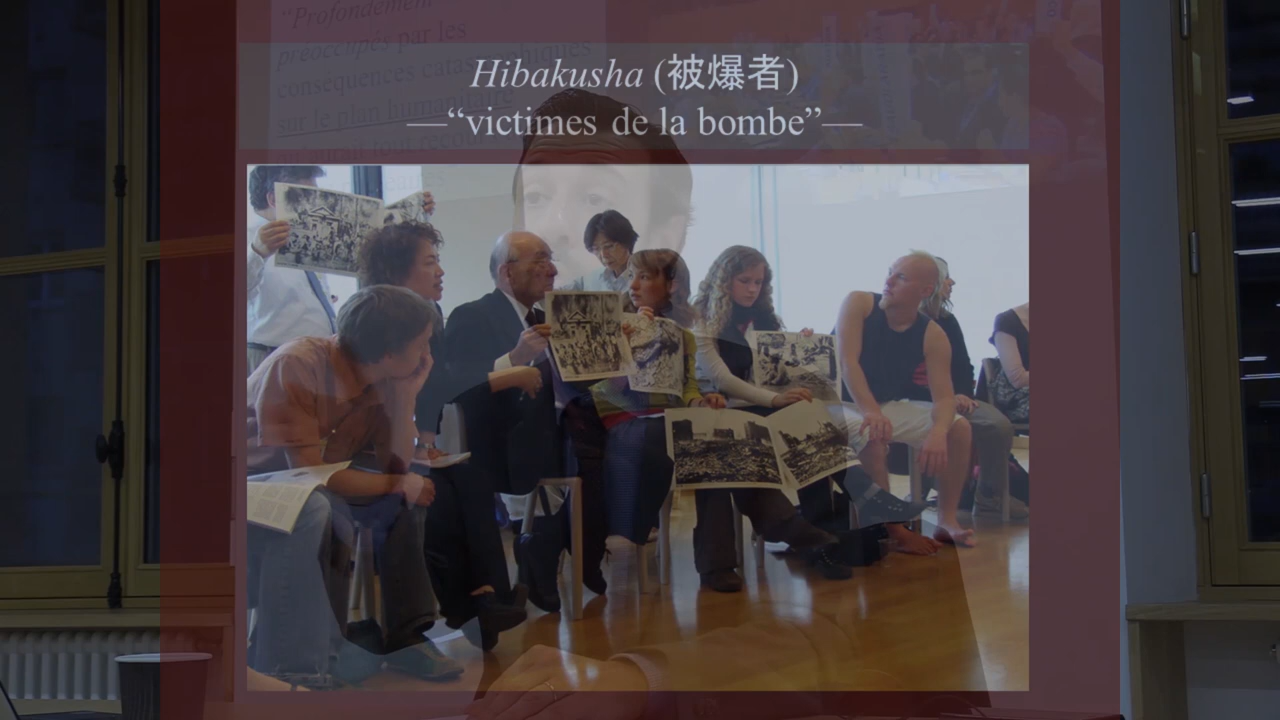 “Profondément
préoccupés par les
conséquences catastrophiques
sur le plan humanitaire
Hibakusha (被爆者)
—“victimes de la bombe”—